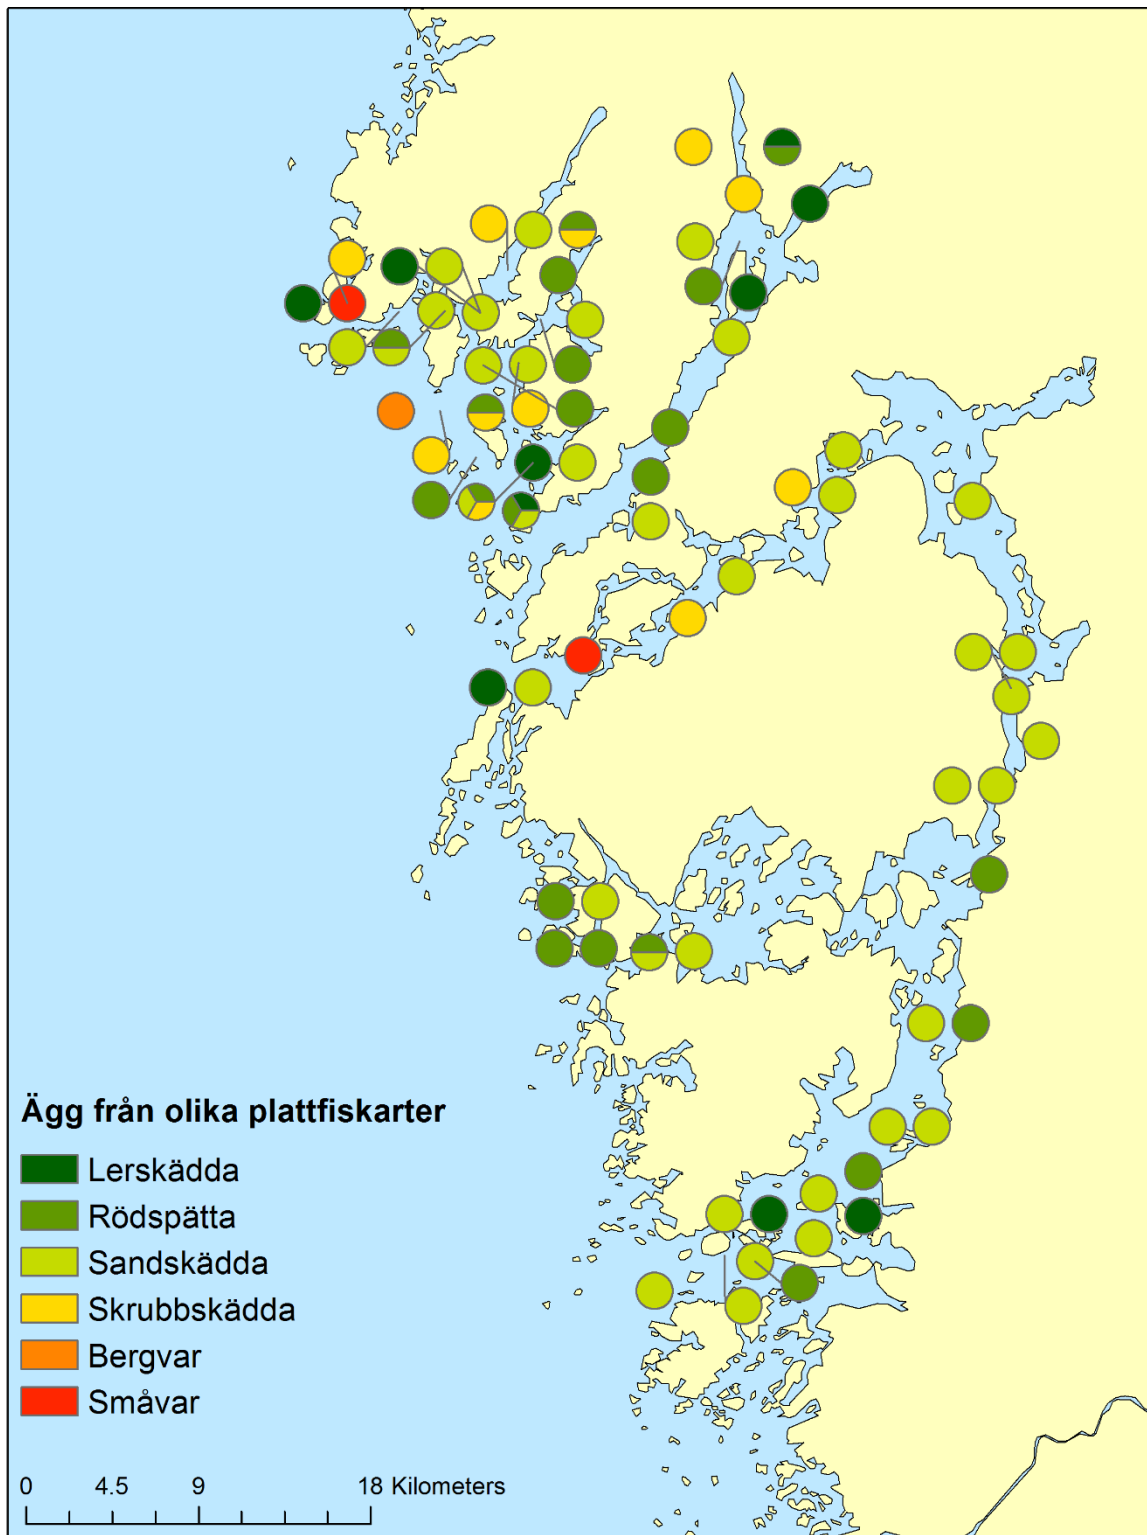 Ägg från olika plattfiskarter
Lerskädda
Rödspätta
Sandskädda
Skrubbskädda
Bergvar
Småvar
0 4.5 9 18 Kilometers